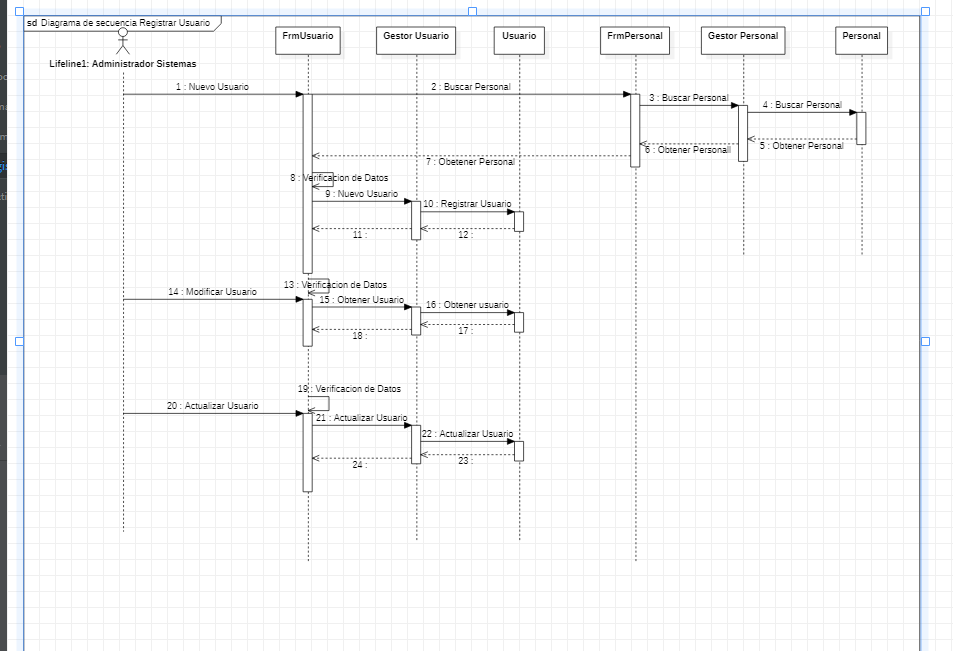 sd Diagrama de secuencia Registrar Usuario
FrmUsuario
Gestor Usuario
Usuario
FrmPersonal
Gestor Personal
Personal
Lifeline1: Administrador Sistemas
1 : Nuevo Usuario
2 : Buscar Personal
3 : Buscar Personal
4 : Buscar Personal
5 : Obtener Personal
6 : Obtener Personall
7 : Obetener Personal
8 : Verificacion de Datos
9 : Nuevo Usuario
10 : Registrar Usuario
11 :
12 :
13 : Verificacion de Datos
14 : Modificar Usuario
15 : Obtener Usuario
16 : Obtener usuario
17 :
18 :
19 : Verificacion de Datos
20 : Actualizar Usuario
21 : Actualizar Usuario
22 : Actualizar Usuario
23 :
24 :